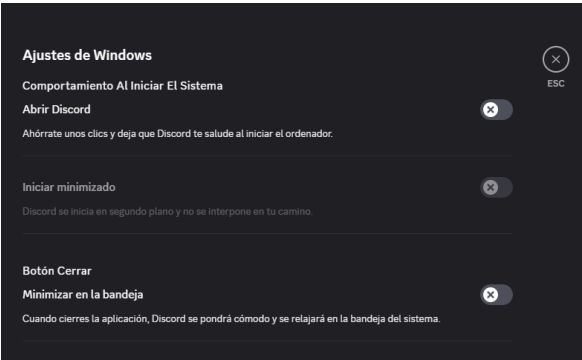 Ajustes de Windows
Comportamiento Al Iniciar El Sistema
ESC
Abrir Discord
Ahórrate unos clics y deja que Discord te salude al iniciar el ordenador.
Iniciar minimizado
Discord se inicia en segundo plano y no se interpone en tu camino.
Botón Cerrar
Minimizar en la bandeja
Cuando cierres la aplicación, Discord se pondrá cómodo y se relajará en la bandeja del sistema.